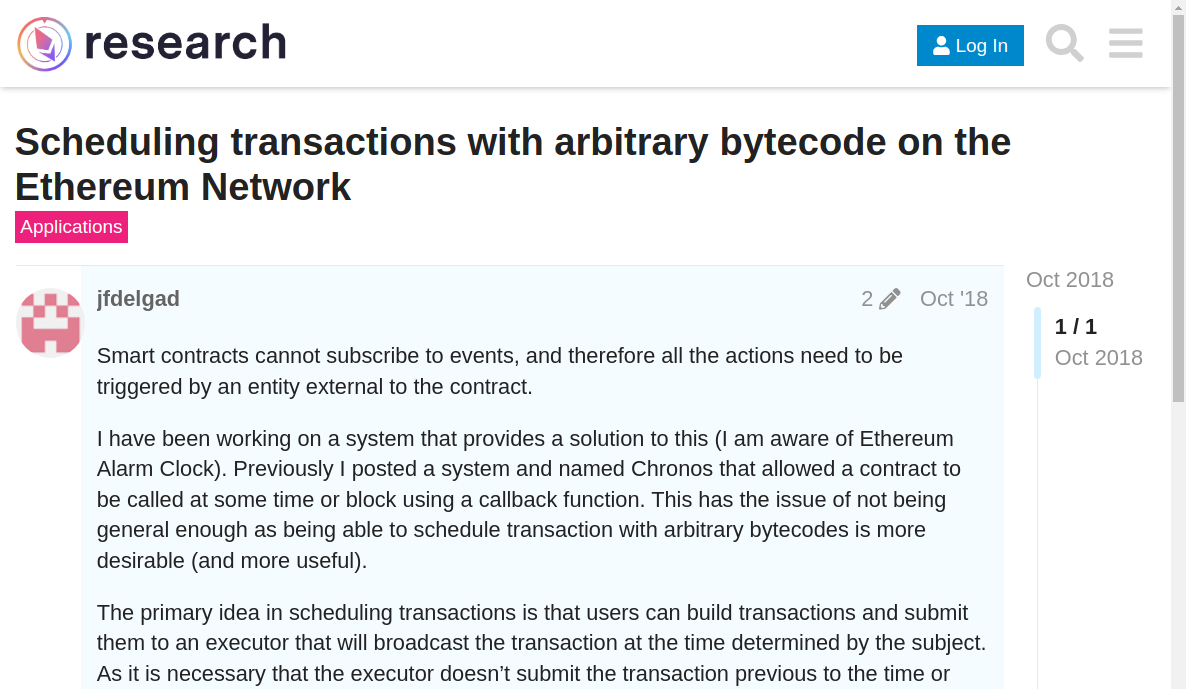 research
Log In
Scheduling transactions with arbitrary bytecode on the
Ethereum Network
Applications
jfdelgad
2
Oct '18
Smart contracts cannot subscribe to events, and therefore all the actions need to be
triggered by an entity external to the contract.
I have been working on a system that provides a solution to this (I am aware of Ethereum
Alarm Clock). Previously I posted a system and named Chronos that allowed a contract to
be called at some time or block using a callback function. This has the issue of not being
general enough as being able to schedule transaction with arbitrary bytecodes is more
desirable (and more useful).
The primary idea in scheduling transactions is that users can build transactions and submit
them to an executor that will broadcast the transaction at the time determined by the subject.
As it is necessary that the executor doesn’t submit the transaction previous to the time or
Oct 2018
1 / 1
Oct 2018